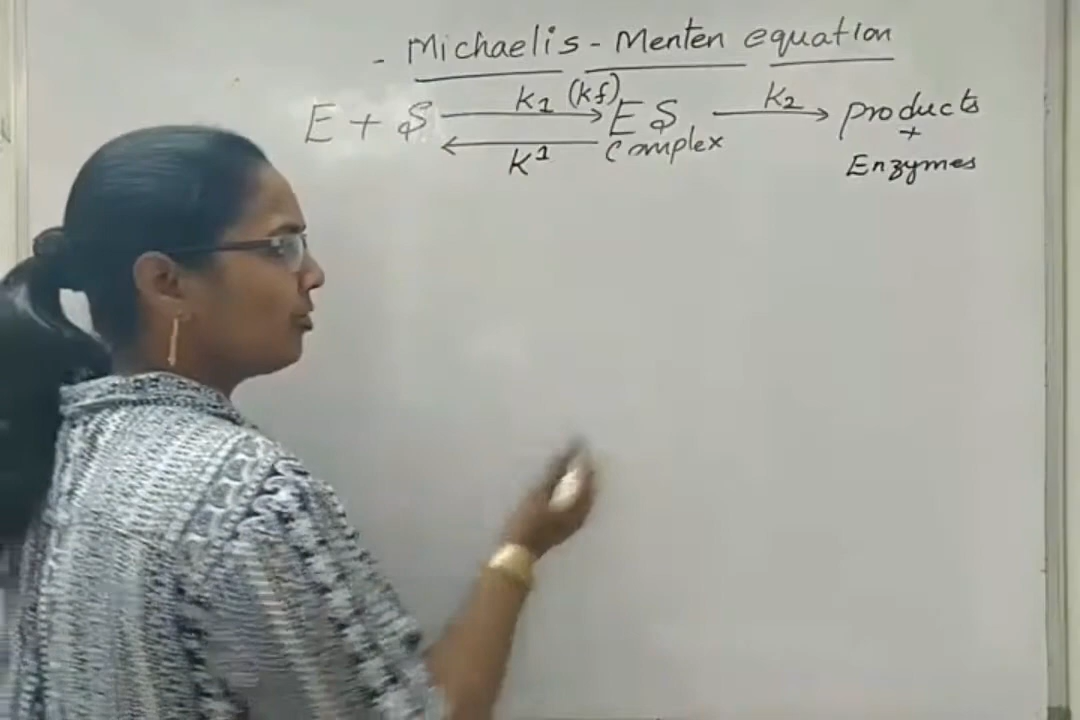 - Michaelis - Menten equation
E + S K1 (Kf) ES K2 → products
K1 Complex +
Enzymes